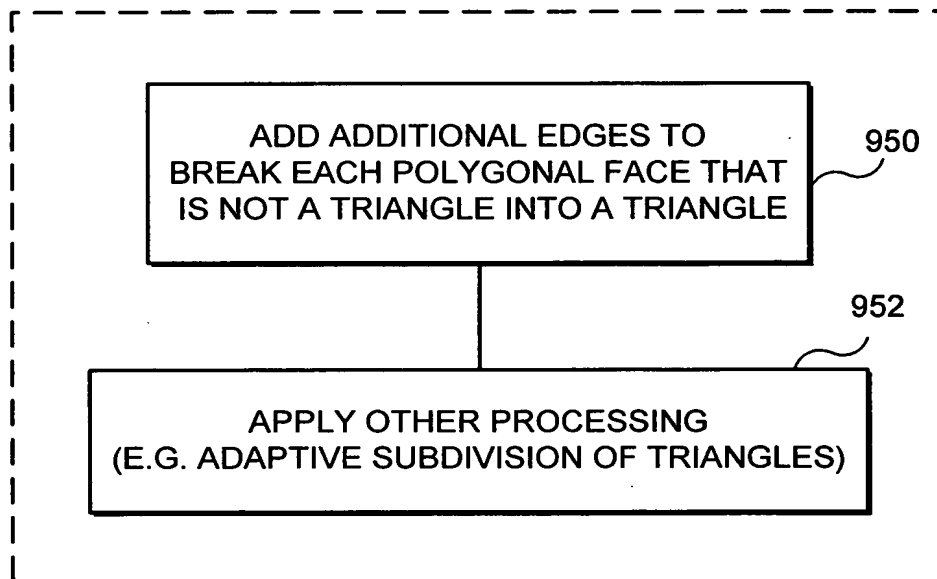 ADD ADDITIONAL EDGES TO
BREAK EACH POLYGONAL FACE THAT
IS NOT A TRIANGLE INTO A TRIANGLE
950
952
APPLY OTHER PROCESSING
(E.G. ADAPTIVE SUBDIVISION OF TRIANGLES)